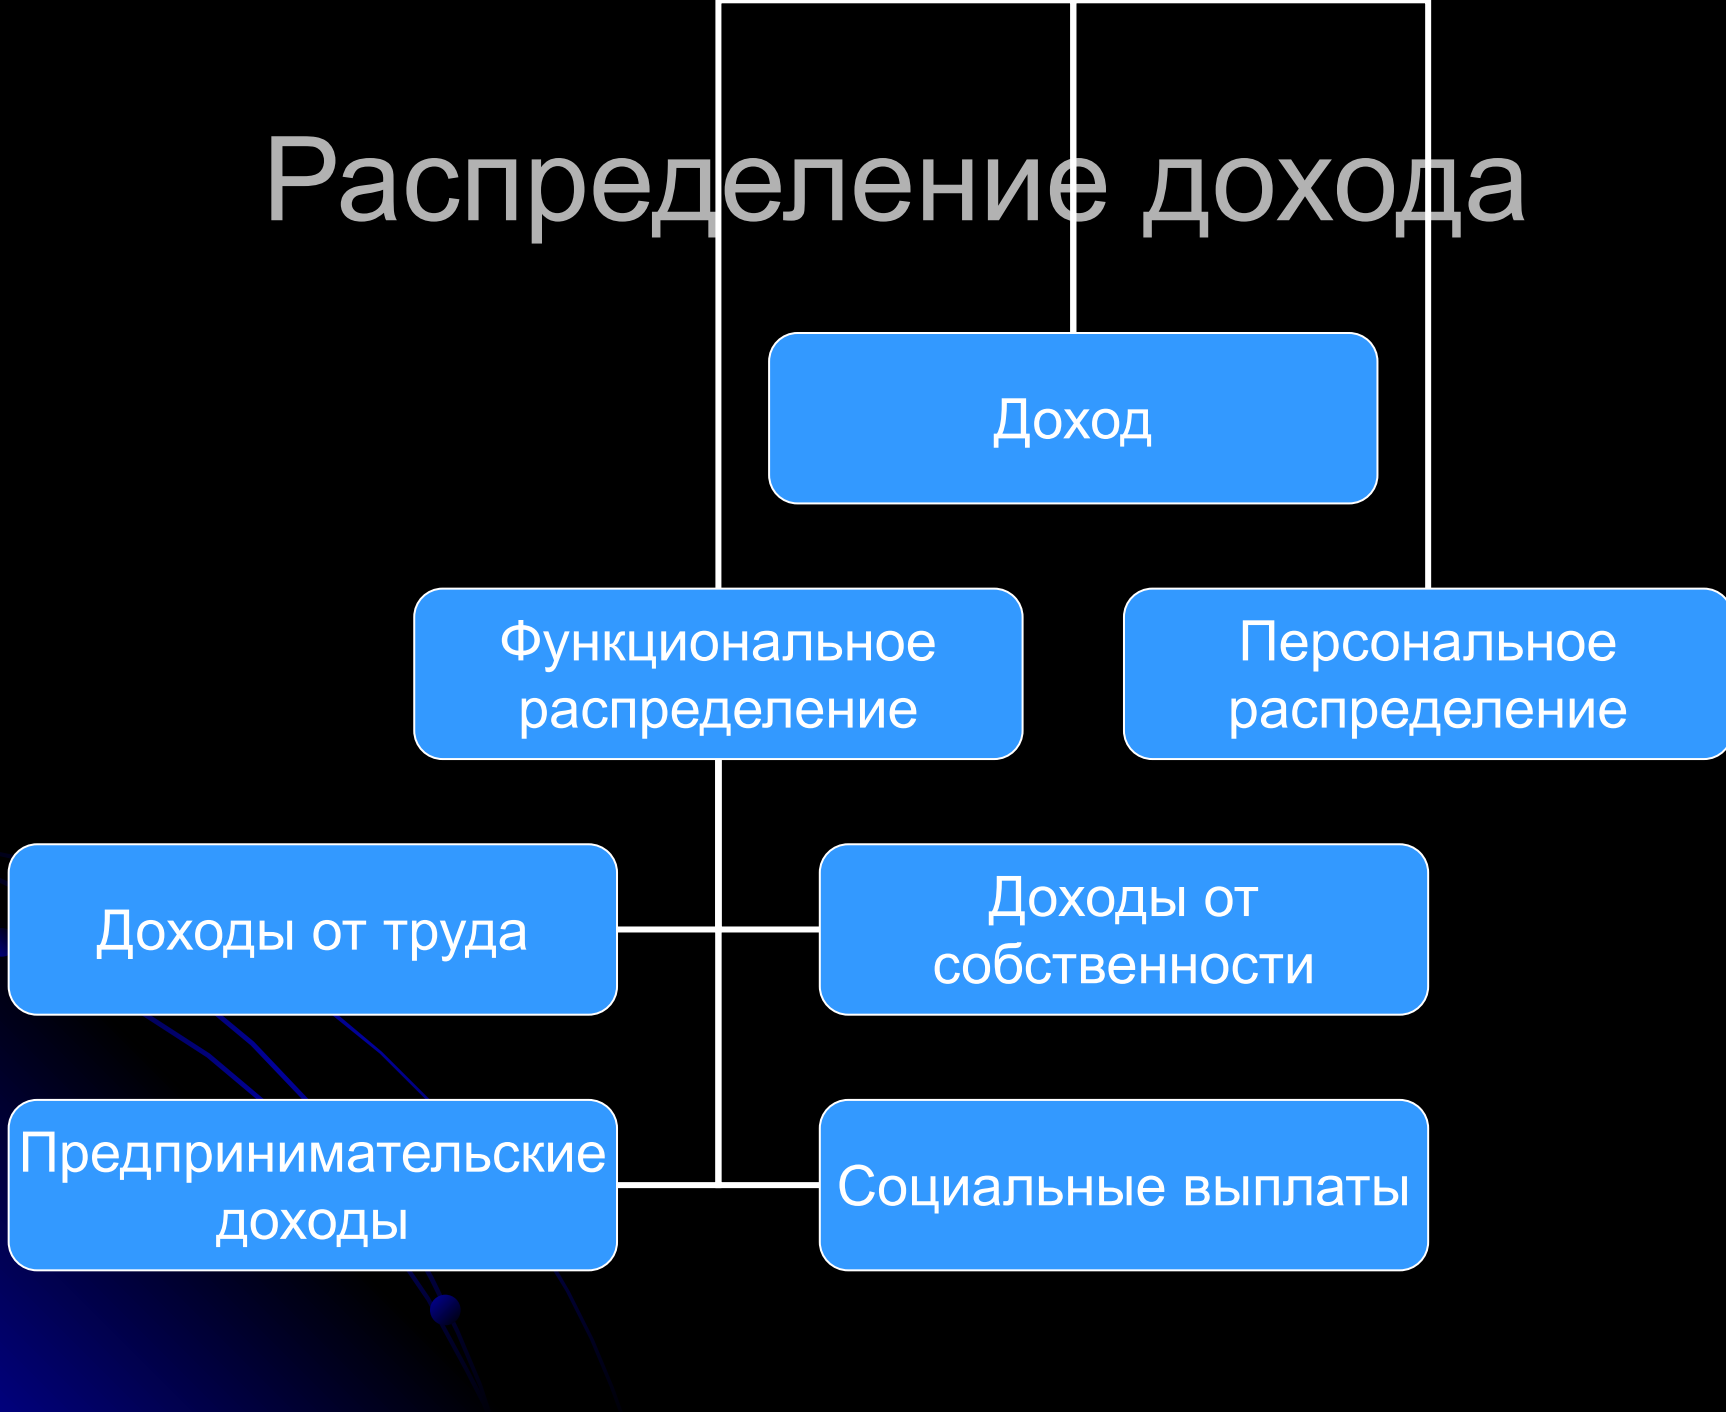 Распределение дохода
Доход
Функциональное
распределение
Персональное
распределение
Доходы от труда
Доходы от
собственности
Предпринимательские
доходы
Социальные выплаты